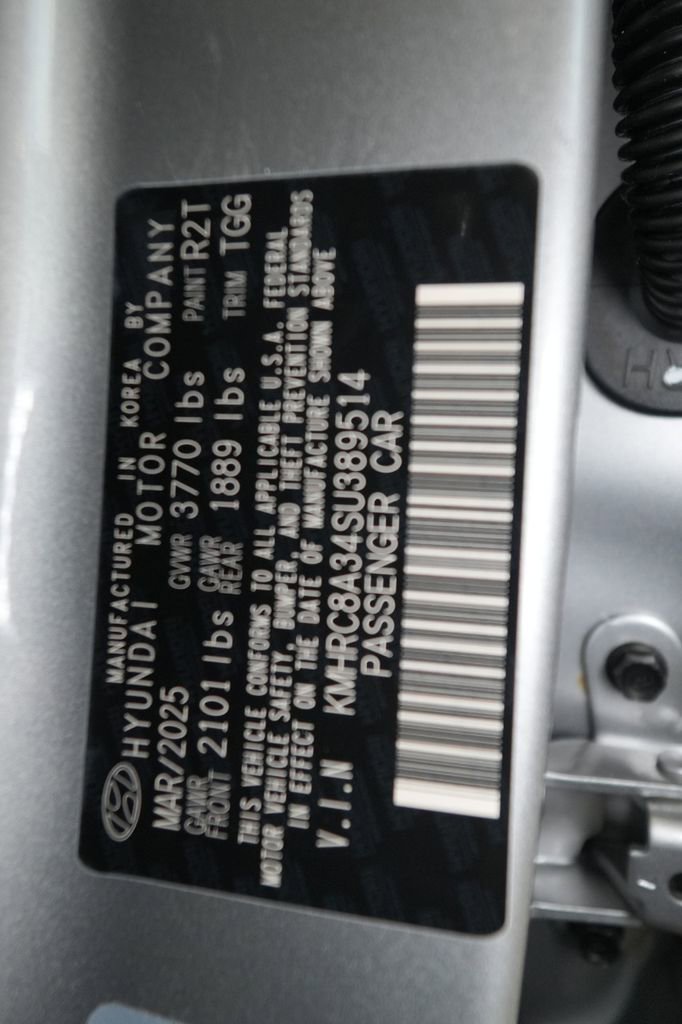 MANUFACTURED IN KOREA BY
HYUNDAI MOTOR COMPANY
MAR/2025 GVWR 3770 lbs PAINT R2T
GAWR FRONT 2101 lbs GAWR REAR 1889 lbs TRIM TGG
THIS VEHICLE CONFORMS TO ALL APPLICABLE U.S.A. FEDERAL
MOTOR VEHICLE SAFETY, BUMPER, AND THEFT PREVENTION STANDARDS
IN EFFECT ON THE DATE OF MANUFACTURE SHOWN ABOVE
V.I.N KMHRC8A34SU389514
PASSENGER CAR